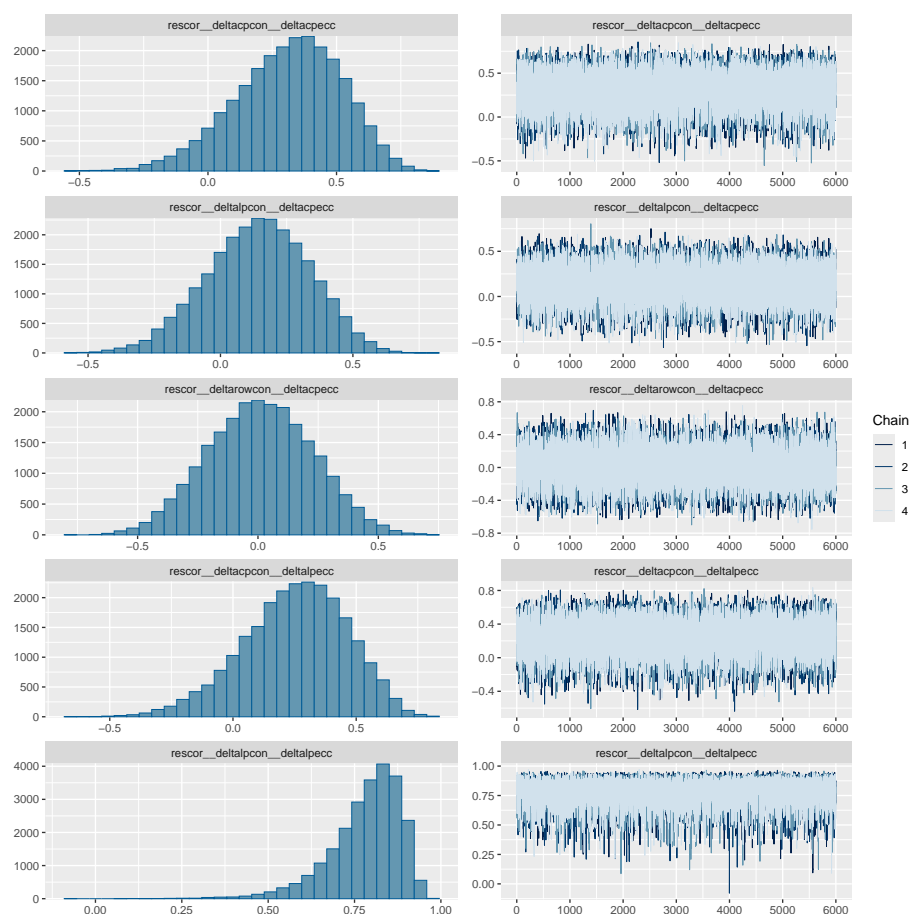 rescor__deltacpcon__deltacpecc
2000
1500
1000
500
0
−0.5 0.0 0.5
rescor__deltacpcon__deltacpecc
0.5
0.0
−0.5
0 1000 2000 3000 4000 5000 6000
rescor__deltalpcon__deltacpecc
2000
1500
1000
500
0
−0.5 0.0 0.5
rescor__deltalpcon__deltacpecc
0.5
0.0
−0.5
0 1000 2000 3000 4000 5000 6000
rescor__deltarowcon__deltacpecc
2000
1500
1000
500
0
−0.5 0.0 0.5
rescor__deltarowcon__deltacpecc
0.8
0.4
0.0
−0.4
−0.8
0 1000 2000 3000 4000 5000 6000
rescor__deltacpcon__deltalpecc
2000
1500
1000
500
0
−0.5 0.0 0.5
rescor__deltacpcon__deltalpecc
0.8
0.4
0.0
−0.4
0 1000 2000 3000 4000 5000 6000
rescor__deltalpcon__deltalpecc
4000
3000
2000
1000
0
0.00 0.25 0.50 0.75 1.00
rescor__deltalpcon__deltalpecc
1.00
0.75
0.50
0.25
0.00
0 1000 2000 3000 4000 5000 6000
Chain
1
2
3
4